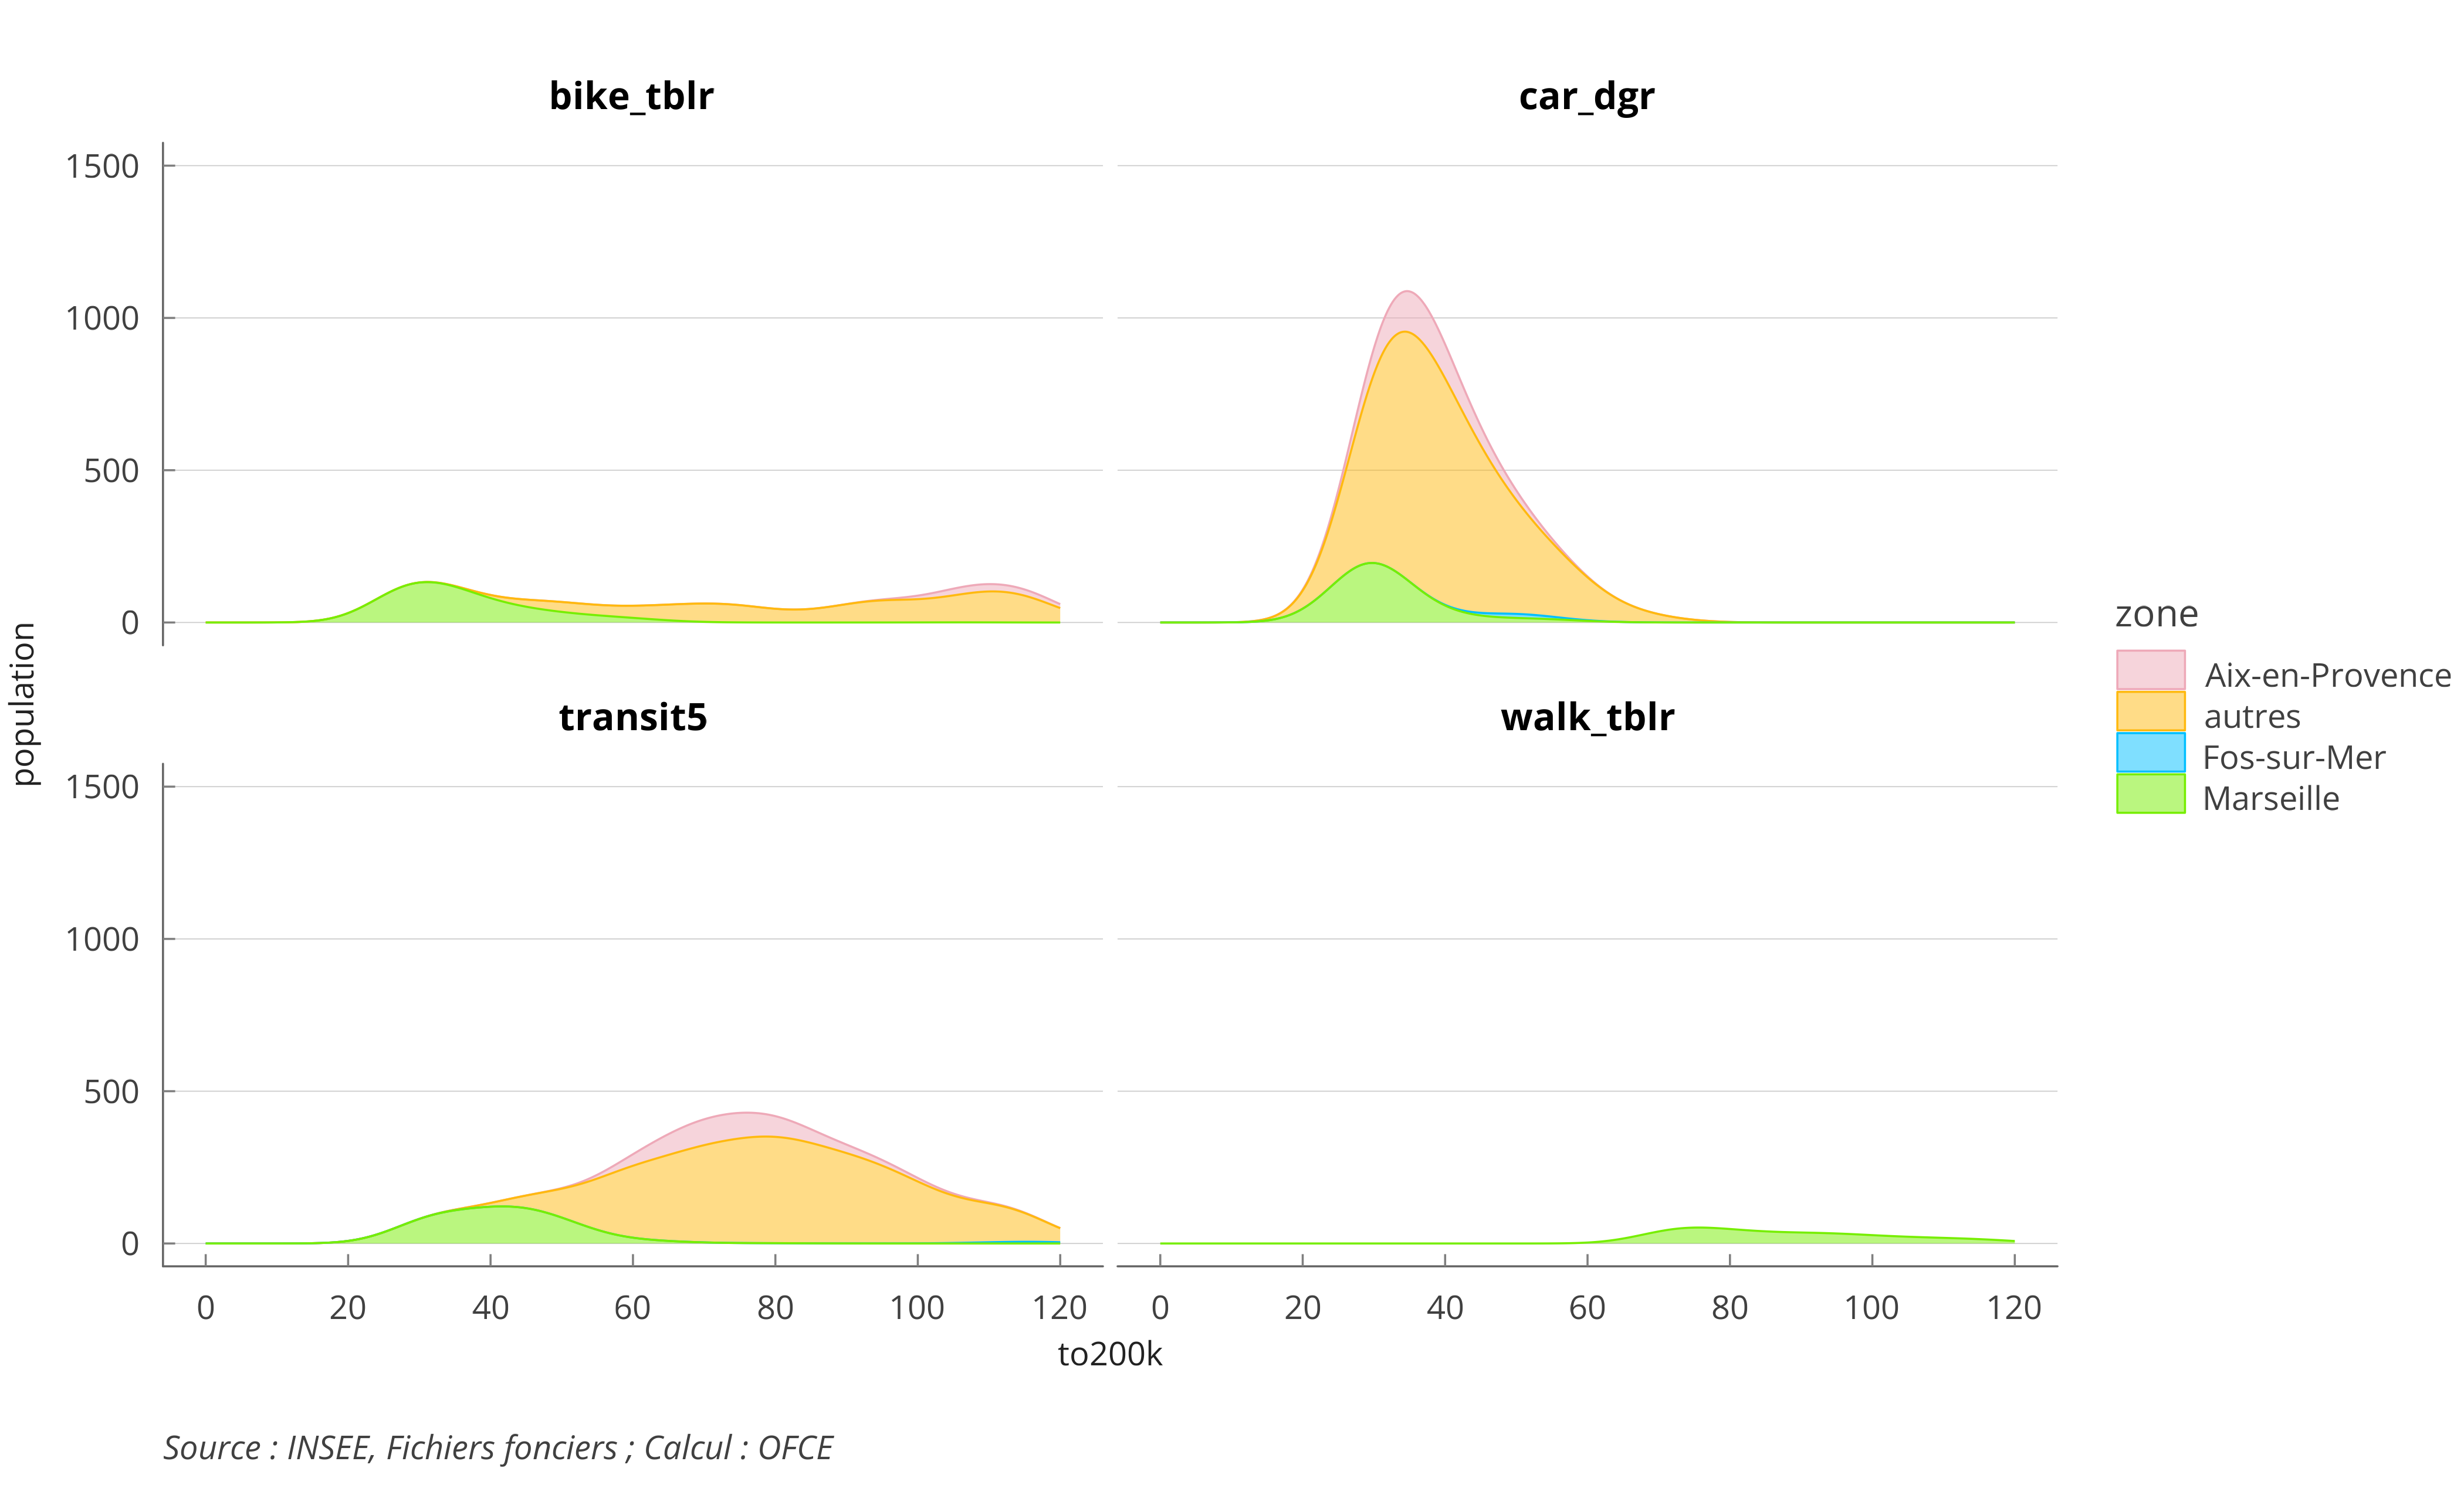 bike_tblr
car_dgr
1500
1000
500
0
transit5
walk_tblr
1500
1000
500
0
0 20 40 60 80 100 120
0 20 40 60 80 100 120
to200k
population
zone
Aix-en-Provence
autres
Fos-sur-Mer
Marseille
Source : INSEE, Fichiers fonciers ; Calcul : OFCE